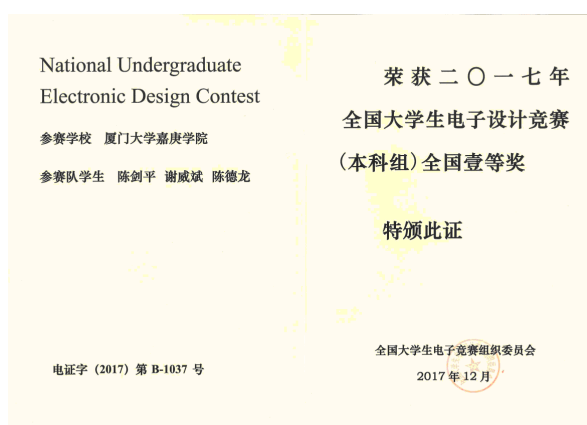 National Undergraduate
Electronic Design Contest
参赛学校 厦门大学嘉庚学院
参赛队学生 陈剑平 谢威斌 陈德龙
电证字 (2017) 第 B-1037 号
荣获二〇一七年
全国大学生电子设计竞赛
(本科组)全国壹等奖
特颁此证
全国大学生电子竞赛组织委员会
2017 年 12 月